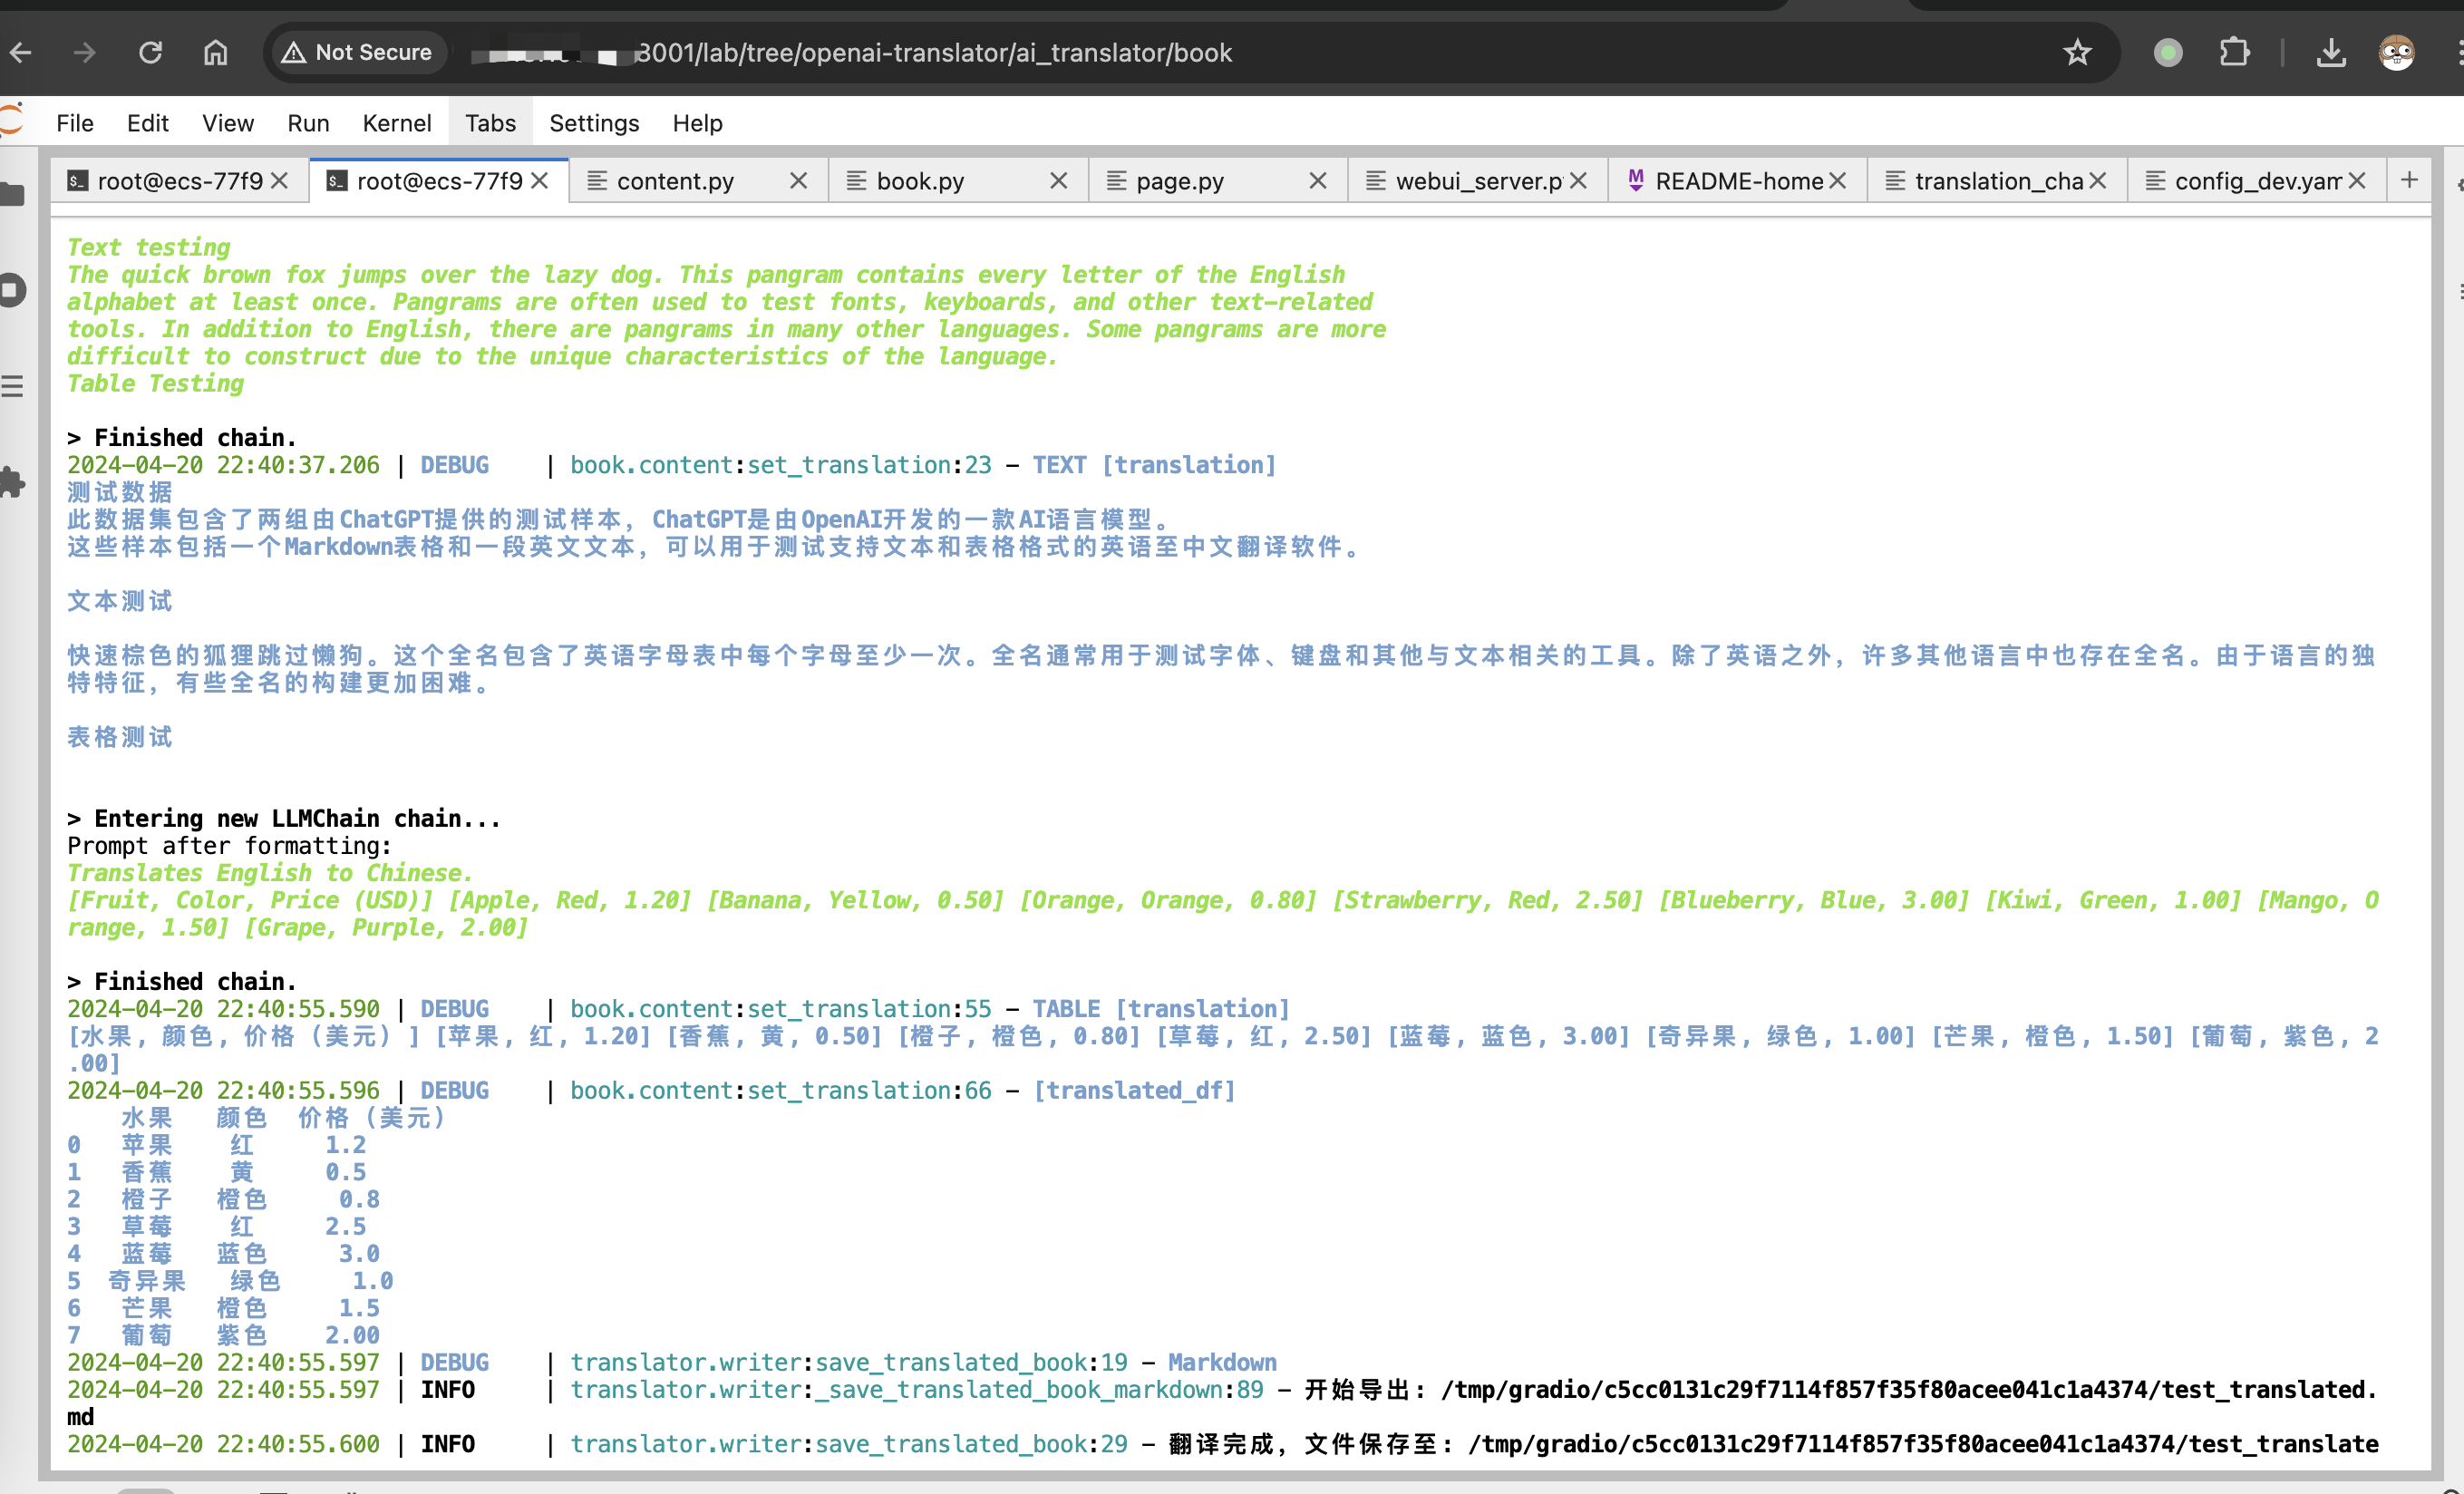 Not Secure
3001/lab/tree/openai-translator/ai_translator/book
File Edit View Run Kernel Tabs Settings Help
root@ecs-77f9 root@ecs-77f9 content.py book.py page.py webui_server.p README-home translation_cha config_dev.yam
Text testing
The quick brown fox jumps over the lazy dog. This pangram contains every letter of the English
alphabet at least once. Pangrams are often used to test fonts, keyboards, and other text-related
tools. In addition to English, there are pangrams in many other languages. Some pangrams are more
difficult to construct due to the unique characteristics of the language.
Table Testing
> Finished chain.
2024-04-20 22:40:37.206 | DEBUG    | book.content:set_translation:23 - TEXT [translation]
测试数据
此数据集包含了两组由ChatGPT提供的测试样本，ChatGPT是由OpenAI开发的一款AI语言模型。
这些样本包括一个Markdown表格和一段英文文本，可以用于测试支持文本和表格格式的英语至中文翻译软件。
文本测试
快速棕色的狐狸跳过懒狗。这个全名包含了英语字母表中每个字母至少一次。全名通常用于测试字体、键盘和其他与文本相关的工具。除了英语之外，许多其他语言中也存在全名。由于语言的独
特特征，有些全名的构建更加困难。
表格测试
> Entering new LLMChain chain...
Prompt after formatting:
Translates English to Chinese.
[Fruit, Color, Price (USD)] [Apple, Red, 1.20] [Banana, Yellow, 0.50] [Orange, Orange, 0.80] [Strawberry, Red, 2.50] [Blueberry, Blue, 3.00] [Kiwi, Green, 1.00] [Mango, O
range, 1.50] [Grape, Purple, 2.00]
> Finished chain.
2024-04-20 22:40:55.590 | DEBUG    | book.content:set_translation:55 - TABLE [translation]
[水果, 颜色, 价格（美元）] [苹果, 红, 1.20] [香蕉, 黄, 0.50] [橙子, 橙色, 0.80] [草莓, 红, 2.50] [蓝莓, 蓝色, 3.00] [奇异果, 绿色, 1.00] [芒果, 橙色, 1.50] [葡萄, 紫色, 2
.00]
2024-04-20 22:40:55.596 | DEBUG    | book.content:set_translation:66 - [translated_df]
水果 颜色 价格（美元）
0 苹果 红 1.2
1 香蕉 黄 0.5
2 橙子 橙色 0.8
3 草莓 红 2.5
4 蓝莓 蓝色 3.0
5 奇异果 绿色 1.0
6 芒果 橙色 1.5
7 葡萄 紫色 2.00
2024-04-20 22:40:55.597 | DEBUG    | translator.writer:save_translated_book:19 - Markdown
2024-04-20 22:40:55.597 | INFO     | translator.writer:_save_translated_book_markdown:89 - 开始导出: /tmp/gradio/c5cc0131c29f7114f857f35f80acee041c1a4374/test_translated.
md
2024-04-20 22:40:55.600 | INFO     | translator.writer:save_translated_book:29 - 翻译完成，文件保存至: /tmp/gradio/c5cc0131c29f7114f857f35f80acee041c1a4374/test_translate